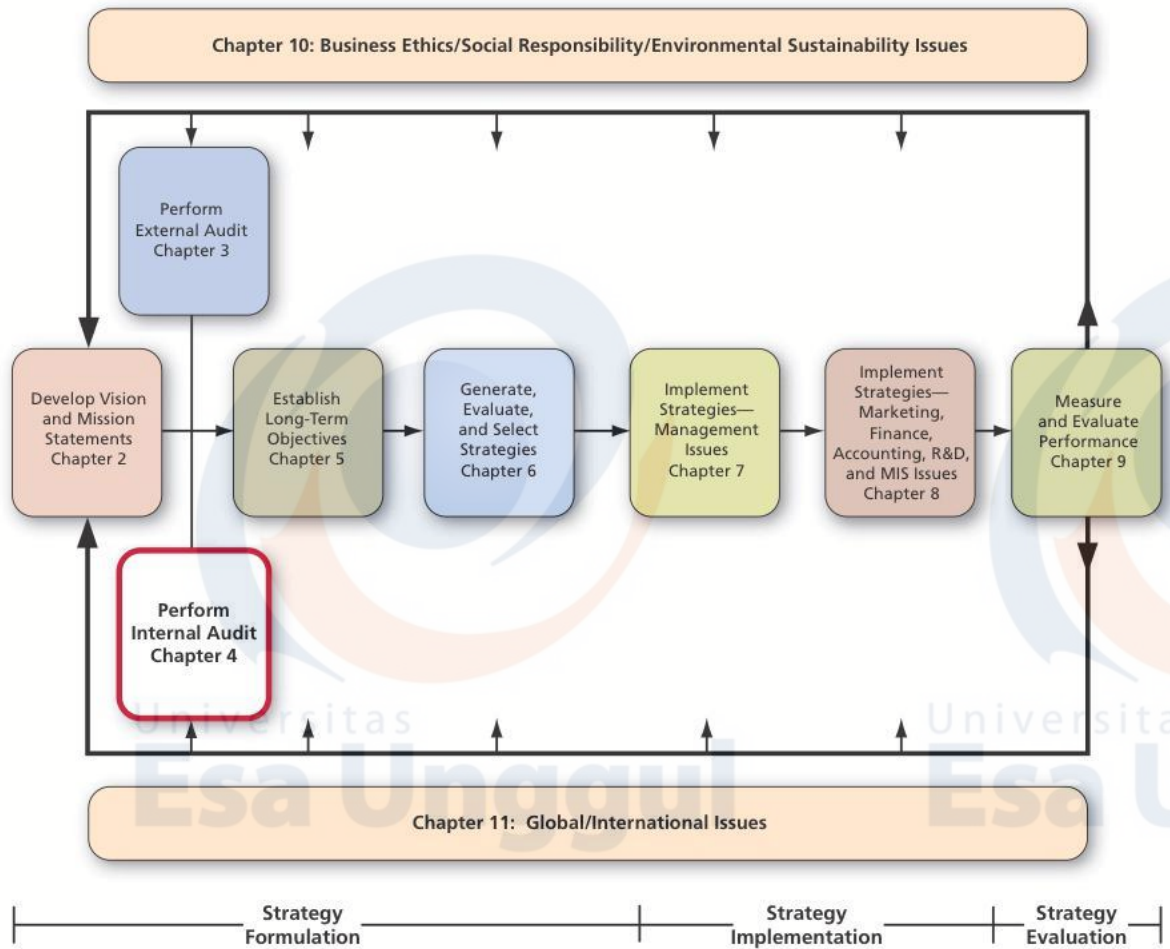 Chapter 10: Business Ethics/Social Responsibility/Environmental Sustainability Issues
Perform
External Audit
Chapter 3
Develop Vision
and Mission
Statements
Chapter 2
Establish
Long-Term
Objectives
Chapter 5
Generate,
Evaluate,
and Select
Strategies
Chapter 6
Implement
Strategies—
Management
Issues
Chapter 7
Implement
Strategies—
Marketing,
Finance,
Accounting, R&D,
and MIS Issues
Chapter 8
Measure
and Evaluate
Performance
Chapter 9
Perform
Internal Audit
Chapter 4
Universitas
Esa Unggul
Universita
Esa U
Chapter 11: Global/International Issues
Strategy
Formulation
Strategy
Implementation
Strategy
Evaluation